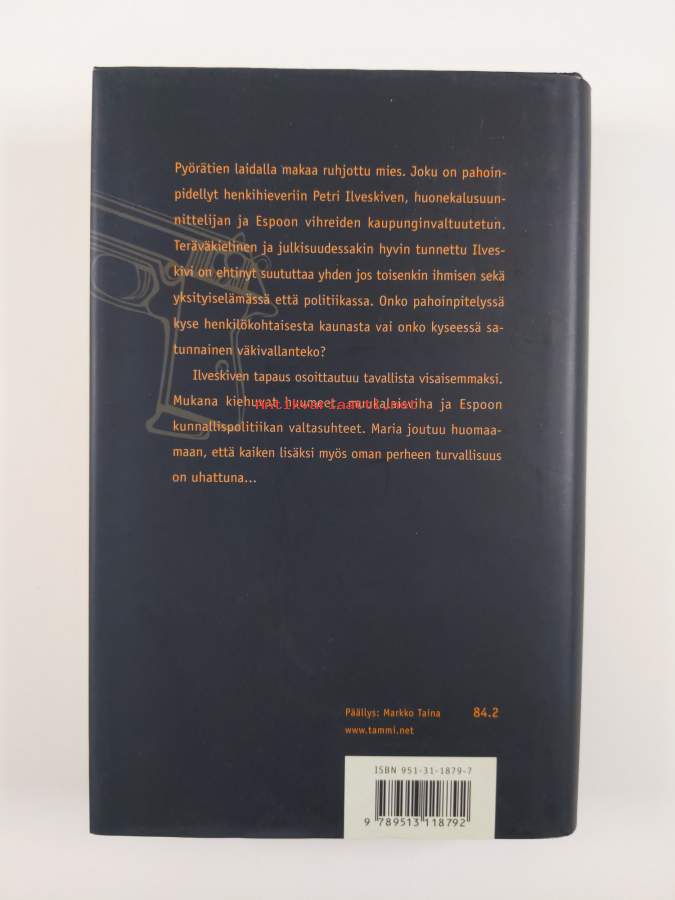 Pyörätien laidalla makaa ruhjottu mies. Joku on pahoin-
pidellyt henkihieveriin Petri Ilveskiven, huonekalusuun-
nittelijan ja Espoon vihreiden kaupunginvaltuutetun.
Teräväkielinen ja julkisuudessakin hyvin tunnettu Ilves-
kivi on ehtinyt suututtaa yhden jos toisenkin ihmisen sekä
yksityiselämässä että politiikassa. Onko pahoinpitelyssä
kyse henkilökohtaisesta kaunasta vai onko kyseessä sa-
tunnainen väkivallanteko?
Ilveskiven tapaus osoittautuu tavallista visaisemmaksi.
Mukana kiehuvat huumeet, mustalaisviha ja Espoon
Antikvariaatti.net
kunnallispolitiikan valtasuhteet. Maria joutuu huomaa-
maan, että kaiken lisäksi myös oman perheen turvallisuus
on uhattuna...
Päällys: Markko Taina 84.2
www.tammi.net
ISBN 951-31-1879-7
9 789513 118792